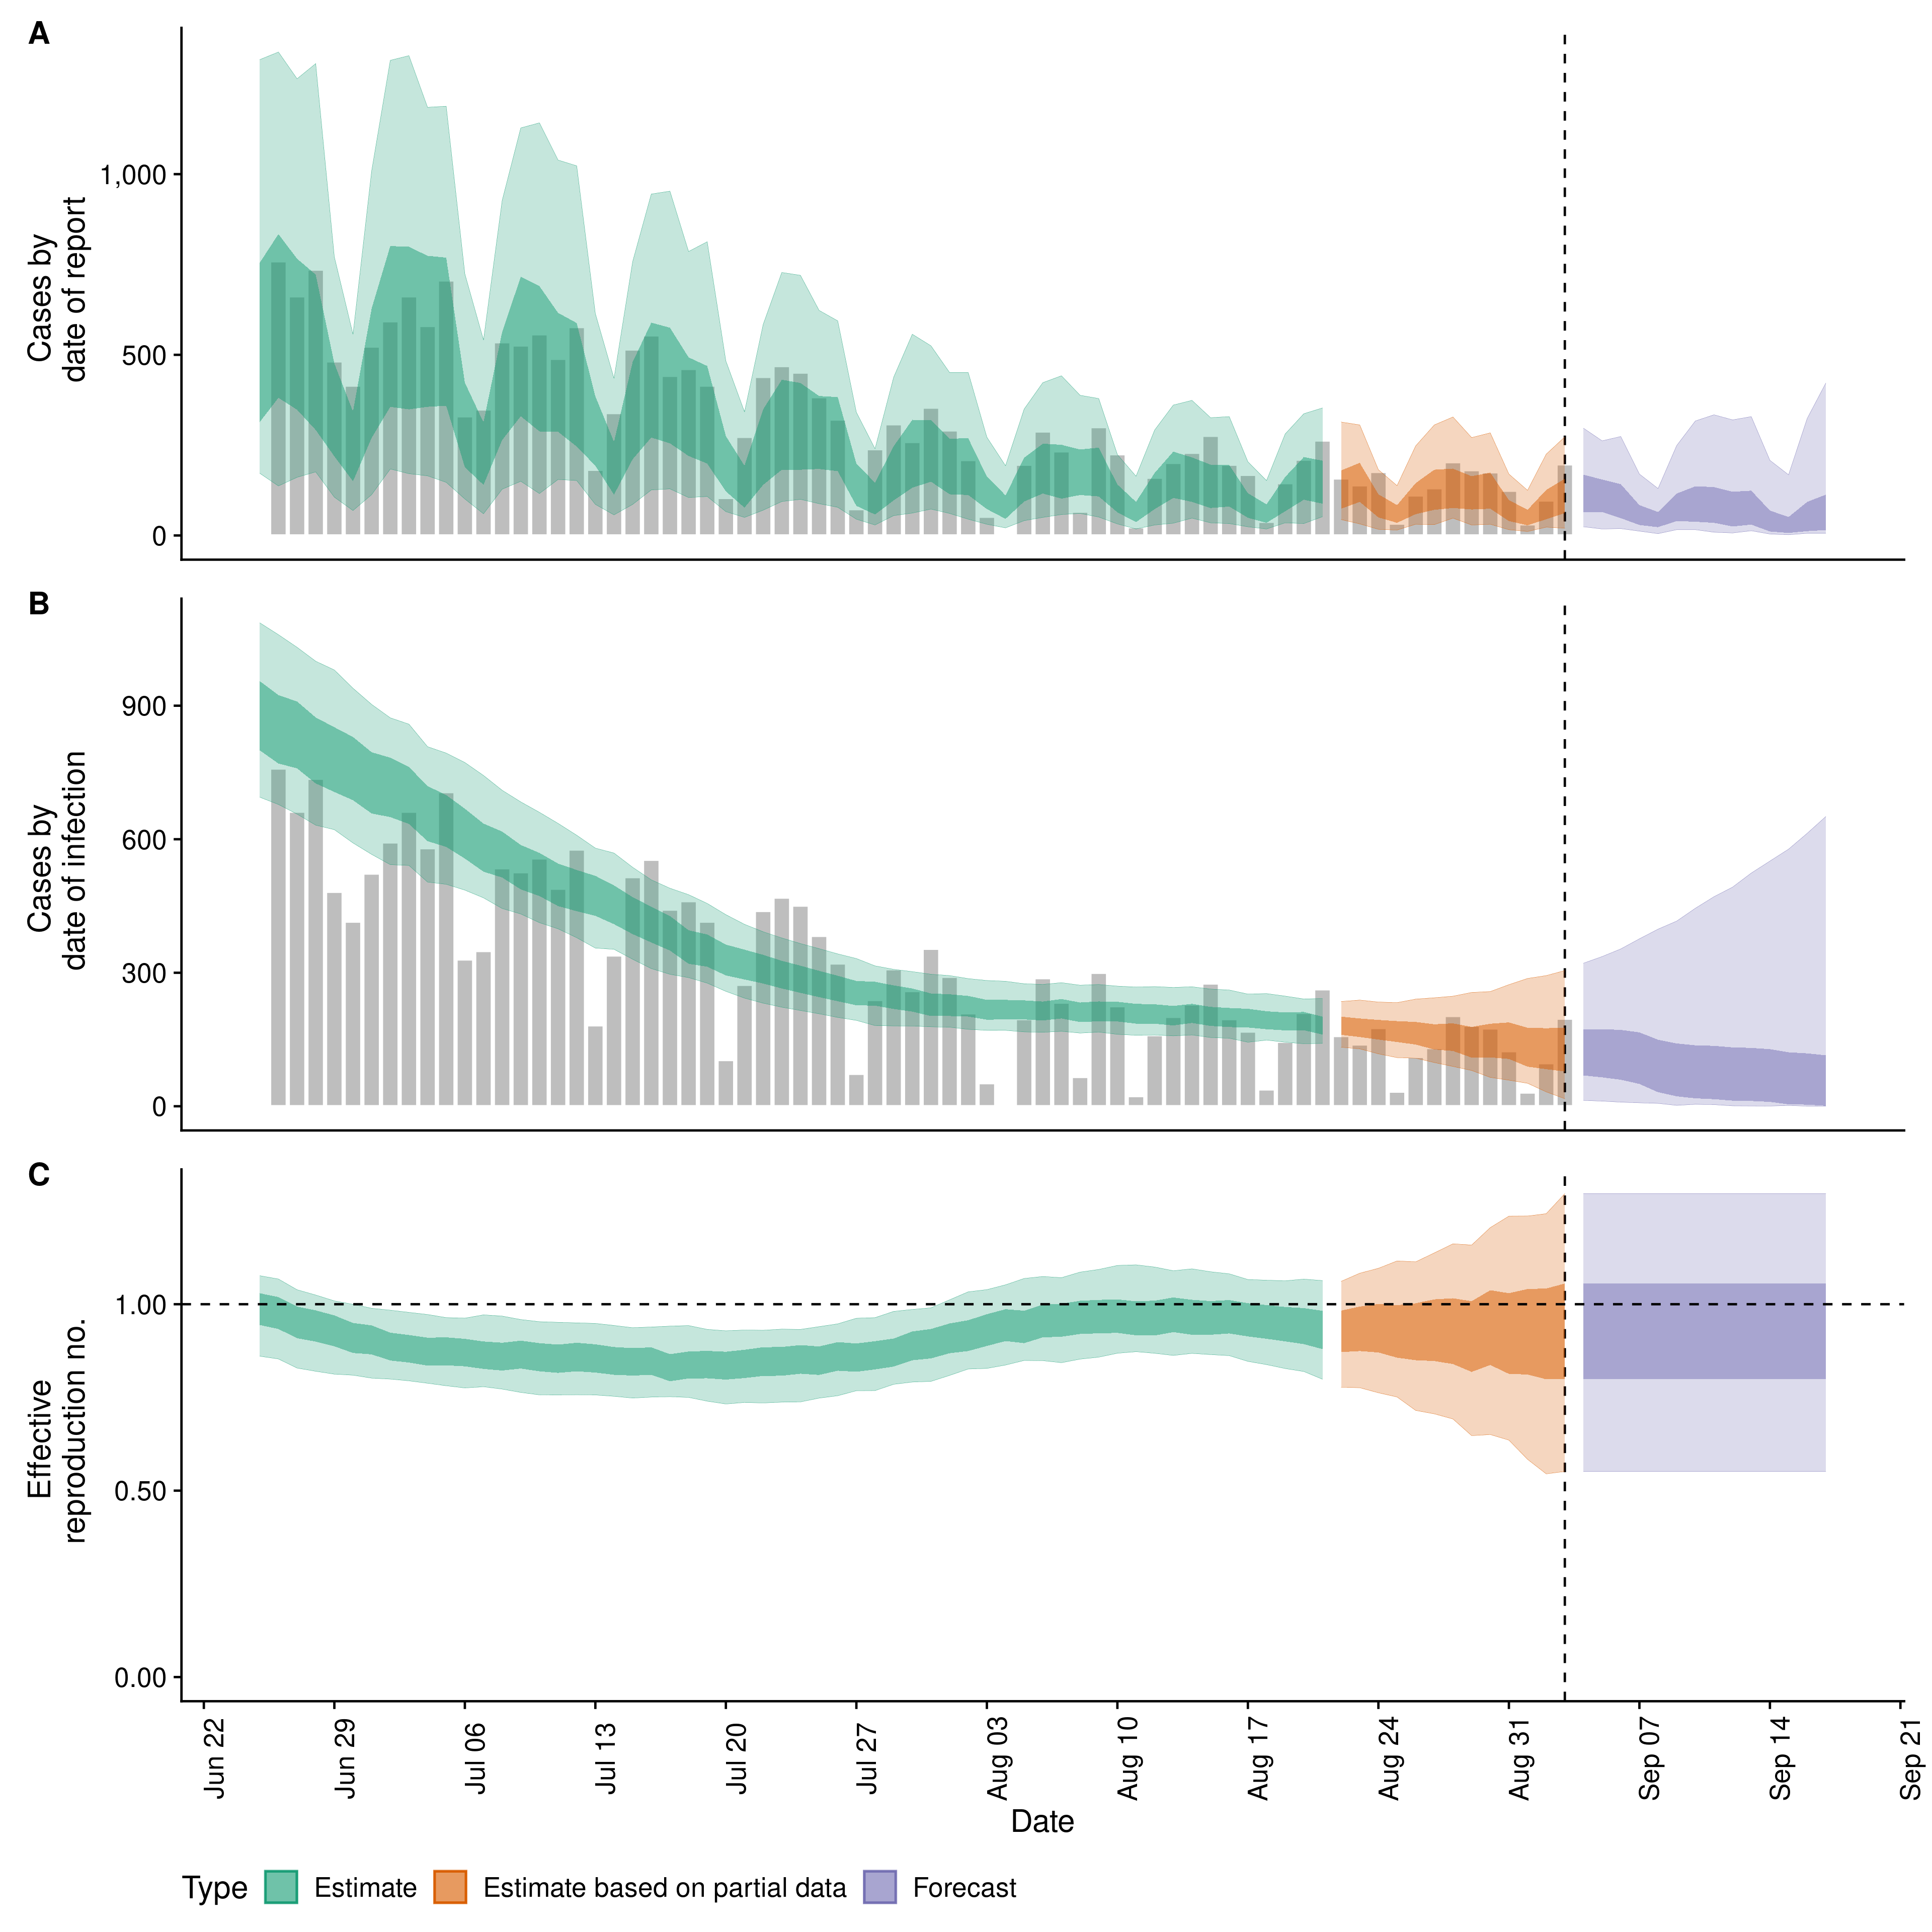 A
Cases by
date of report
1,000
500
0
B
Cases by
date of infection
900
600
300
0
C
Effective
reproduction no.
1.00
0.50
0.00
Jun 22
Jun 29
Jul 06
Jul 13
Jul 20
Jul 27
Aug 03
Aug 10
Aug 17
Aug 24
Aug 31
Sep 07
Sep 14
Sep 21
Date
Type Estimate Estimate based on partial data Forecast